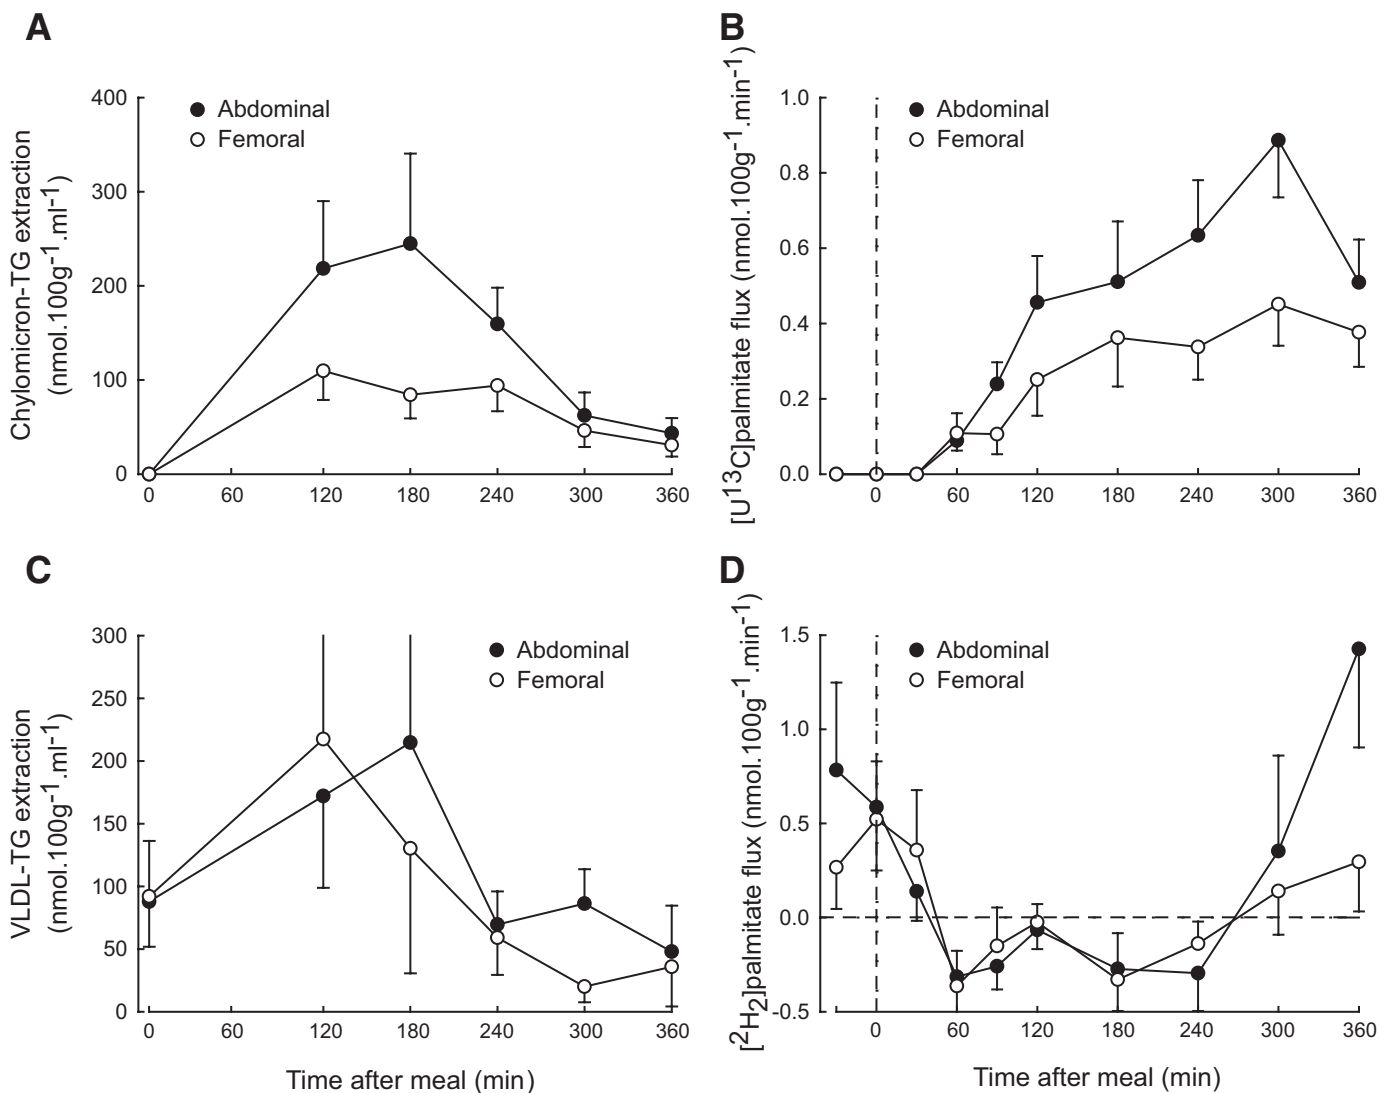 A
Chylomicron-TG extraction
(nmol.100g-1.ml-1)
400
300
200
100
0
Abdominal
Femoral
0 60 120 180 240 300 360
B
[U13C]palmitate flux (nmol.100g-1.min-1)
1.0
0.8
0.6
0.4
0.2
0.0
Abdominal
Femoral
0 60 120 180 240 300 360
C
VLDL-TG extraction
(nmol.100g-1.ml-1)
300
250
200
150
100
50
0
Abdominal
Femoral
0 60 120 180 240 300 360
Time after meal (min)
D
[2H2]palmitate flux (nmol.100g-1.min-1)
1.5
1.0
0.5
0.0
-0.5
Abdominal
Femoral
0 60 120 180 240 300 360
Time after meal (min)